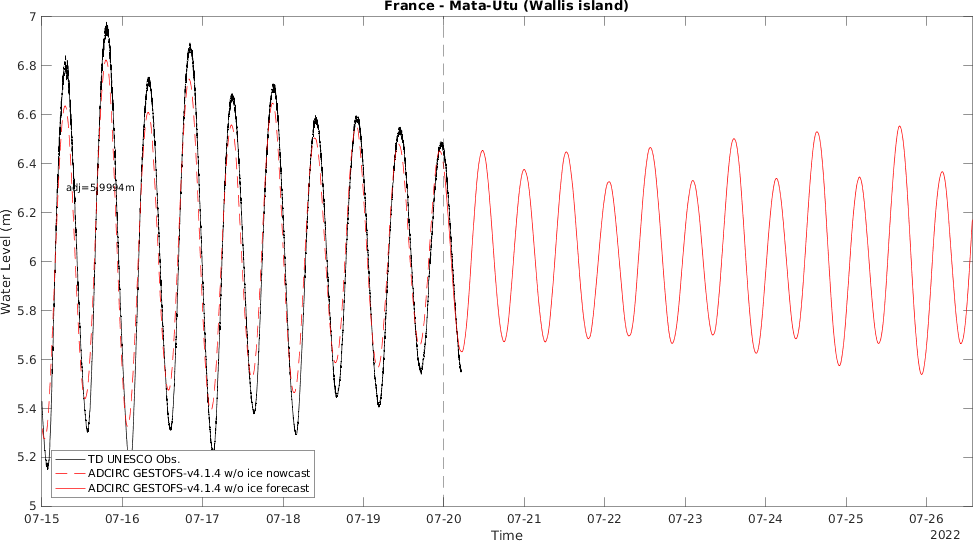 France - Mata-Utu (Wallis island)
7
6.8
6.6
6.4
6.2
6
5.8
5.6
5.4
5.2
5
Water Level (m)
adj=5.9994m
TD UNESCO Obs.
ADCIRC GESTOFS-v4.1.4 w/o ice nowcast
ADCIRC GESTOFS-v4.1.4 w/o ice forecast
07-15 07-16 07-17 07-18 07-19 07-20 07-21 07-22 07-23 07-24 07-25 07-26
Time
2022